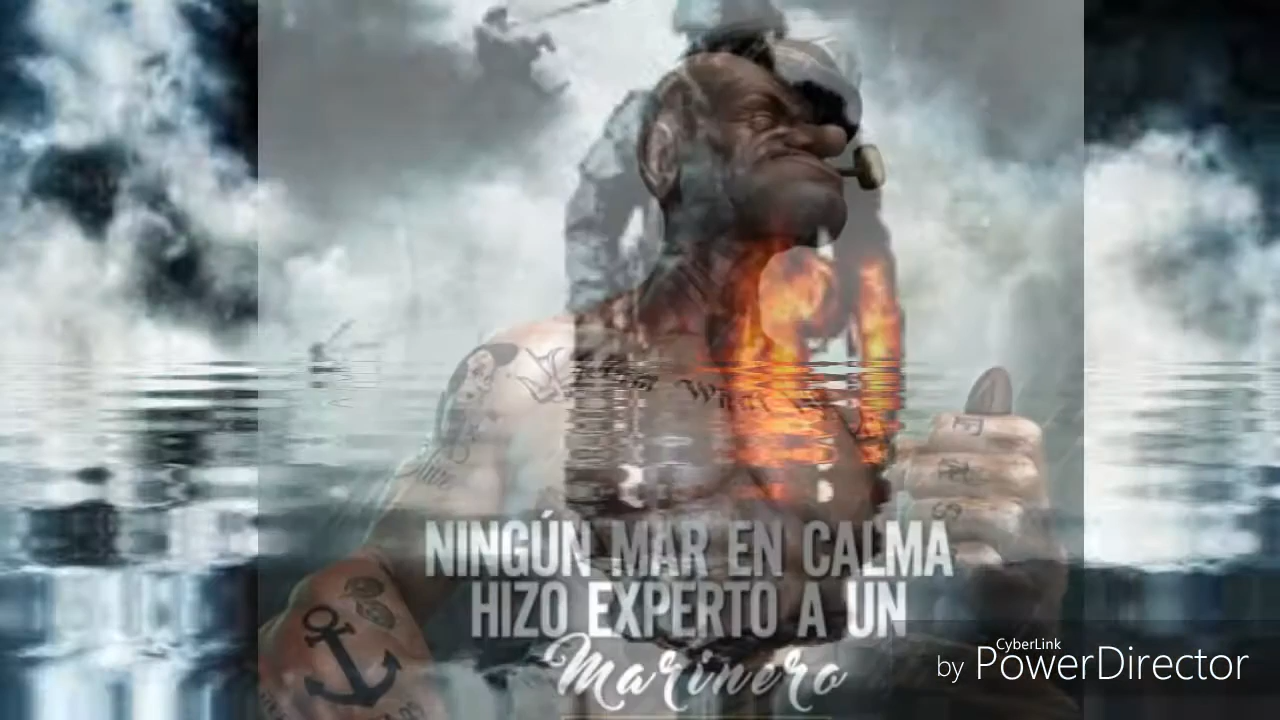 NINGÚN MAR EN CALMA
HIZO EXPERTO A UN
Marinero
CyberLink
by PowerDirector